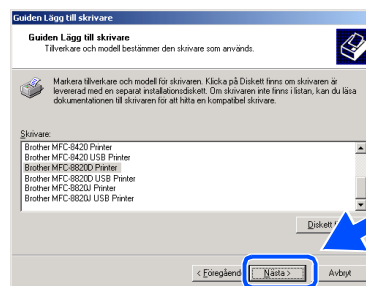 Guiden Lägg till skrivare
Guiden Lägg till skrivare
Tillverkare och modell bestämmer den skrivare som används.
Markera tillverkare och modell för skrivaren. Klicka på Diskett finns om skrivaren är
levererad med en separat installationsdiskett. Om skrivaren inte finns i listan, kan du läsa
dokumentationen till skrivaren för att hitta en kompatibel skrivare.
Skrivare:
Brother MFC-8420 Printer
Brother MFC-8420 USB Printer
Brother MFC-8820D Printer
Brother MFC-8820D USB Printer
Brother MFC-8820J Printer
Brother MFC-8820J USB Printer
Diskett
< Föregåend
Nästa >
Avbryt